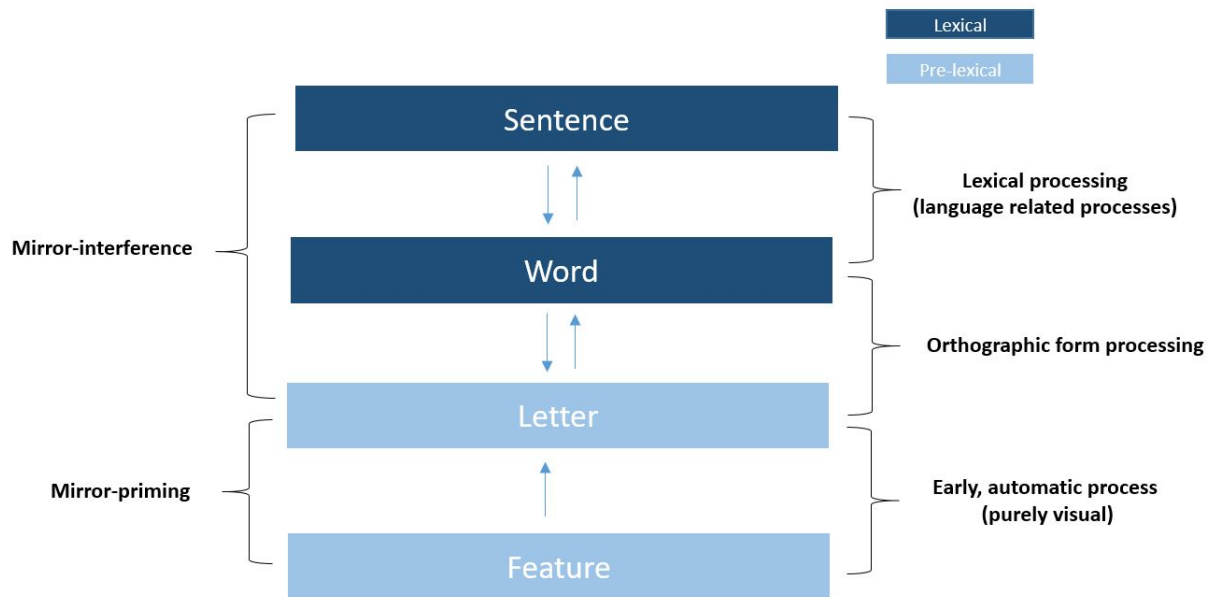 Lexical
Pre-lexical
Sentence
Lexical processing
(language related processes)
Mirror-interference
Word
Orthographic form processing
Letter
Mirror-priming
Early, automatic process
(purely visual)
Feature